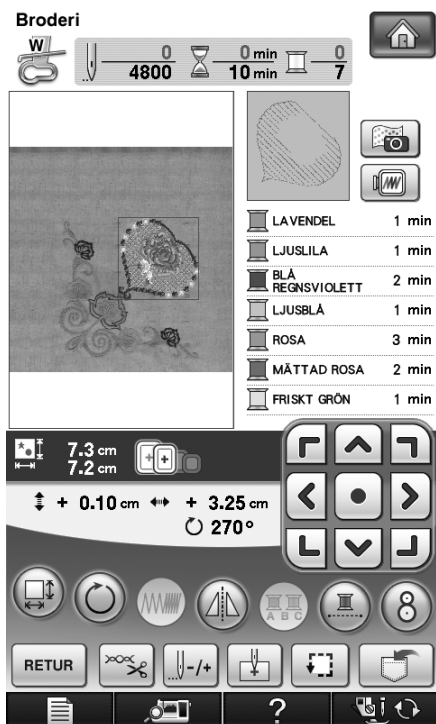 Broderi
W
0 0 min 0
4800 10 min 7
LAVENDEL 1 min
LJUSLILA 1 min
BLÅ
REGNSVIOLETT 2 min
LJUSBLÅ 1 min
ROSA 3 min
MÄTTAD ROSA 2 min
FRISKT GRÖN 1 min
7.3 cm
7.2 cm
+ 0.10 cm + 3.25 cm
270°
A B C
8
RETUR -/+
?